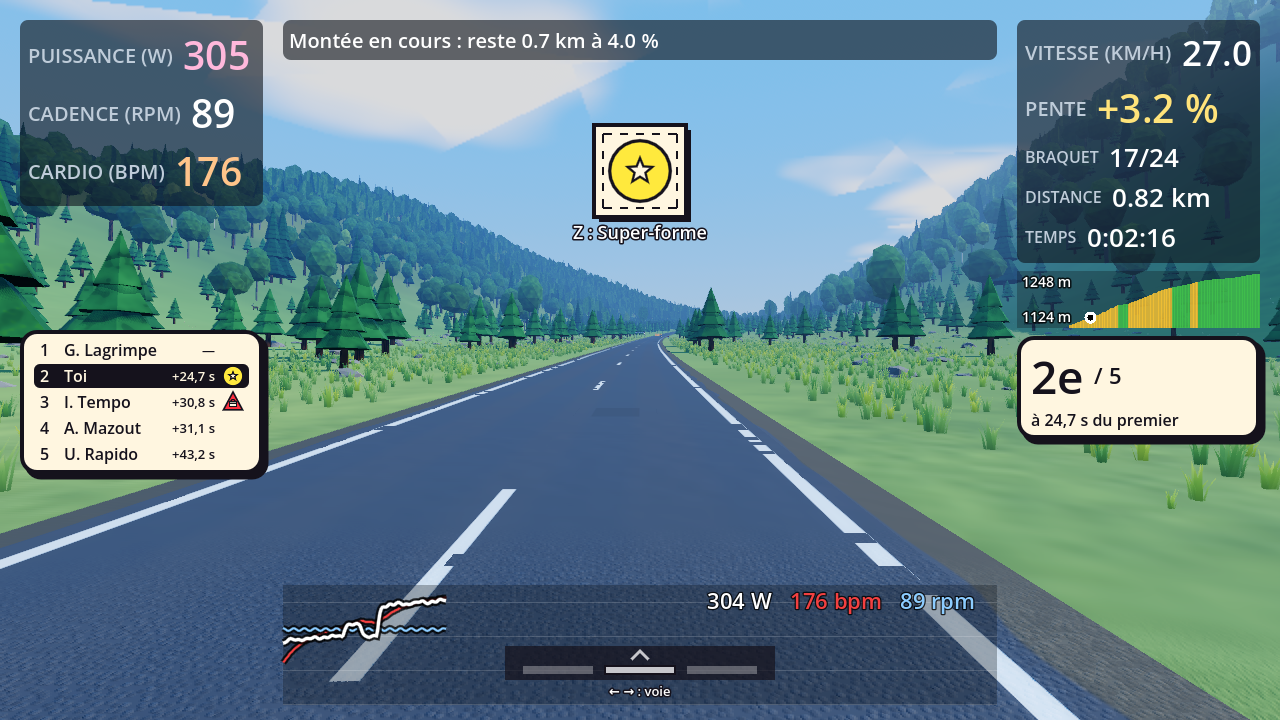 PUISSANCE (W) 305
CADENCE (RPM) 89
CARDIO (BPM) 176
Montée en cours : reste 0.7 km à 4.0 %
Z : Super-forme
VITESSE (KM/H) 27.0
PENTE +3.2 %
BRAQUET 17/24
DISTANCE 0.82 km
TEMPS 0:02:16
1248 m
1124 m
1 G. Lagrimpe —
2 Toi +24,7 s
3 I. Tempo +30,8 s
4 A. Mazout +31,1 s
5 U. Rapido +43,2 s
2e / 5
à 24,7 s du premier
304 W 176 bpm 89 rpm
← → : voie